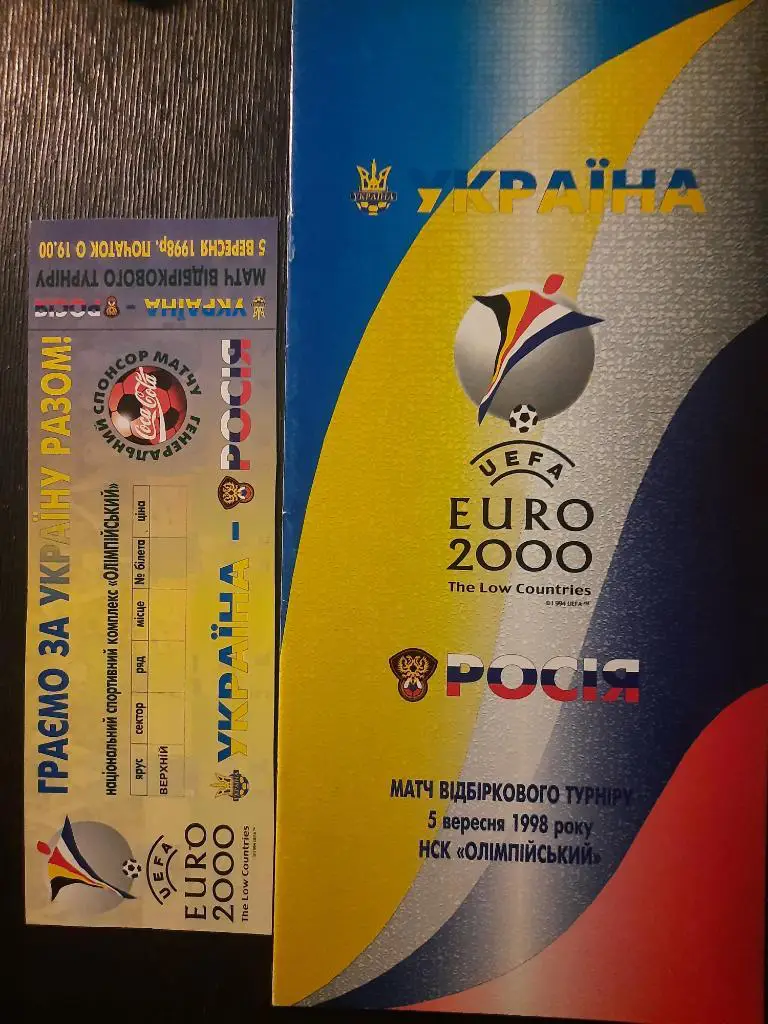 5 ВЕРЕСНЯ 1998р. ПОЧАТОК О 19.00
МАТЧ ВІДБІРКОВОГО ТУРНІРУ
УКРАЇНА - РОСІЯ
ГРАЄМО ЗА УКРАЇНУ РАЗОМ!
ГЕНЕРАЛЬНИЙ СПОНСОР МАТЧУ
Coca-Cola
національний спортивний комплекс «ОЛІМПІЙСЬКИЙ»
ярус сектор ряд місце № білета ціна
ВЕРХНІЙ
УКРАЇНА - РОСІЯ
UEFA
EURO
2000
The Low Countries
УКРАЇНА
УКРАЇНА
UEFA
EURO
2000
The Low Countries
©1994 UEFA™
РОСІЯ
МАТЧ ВІДБІРКОВОГО ТУРНІРУ
5 вересня 1998 року
НСК «ОЛІМПІЙСЬКИЙ»